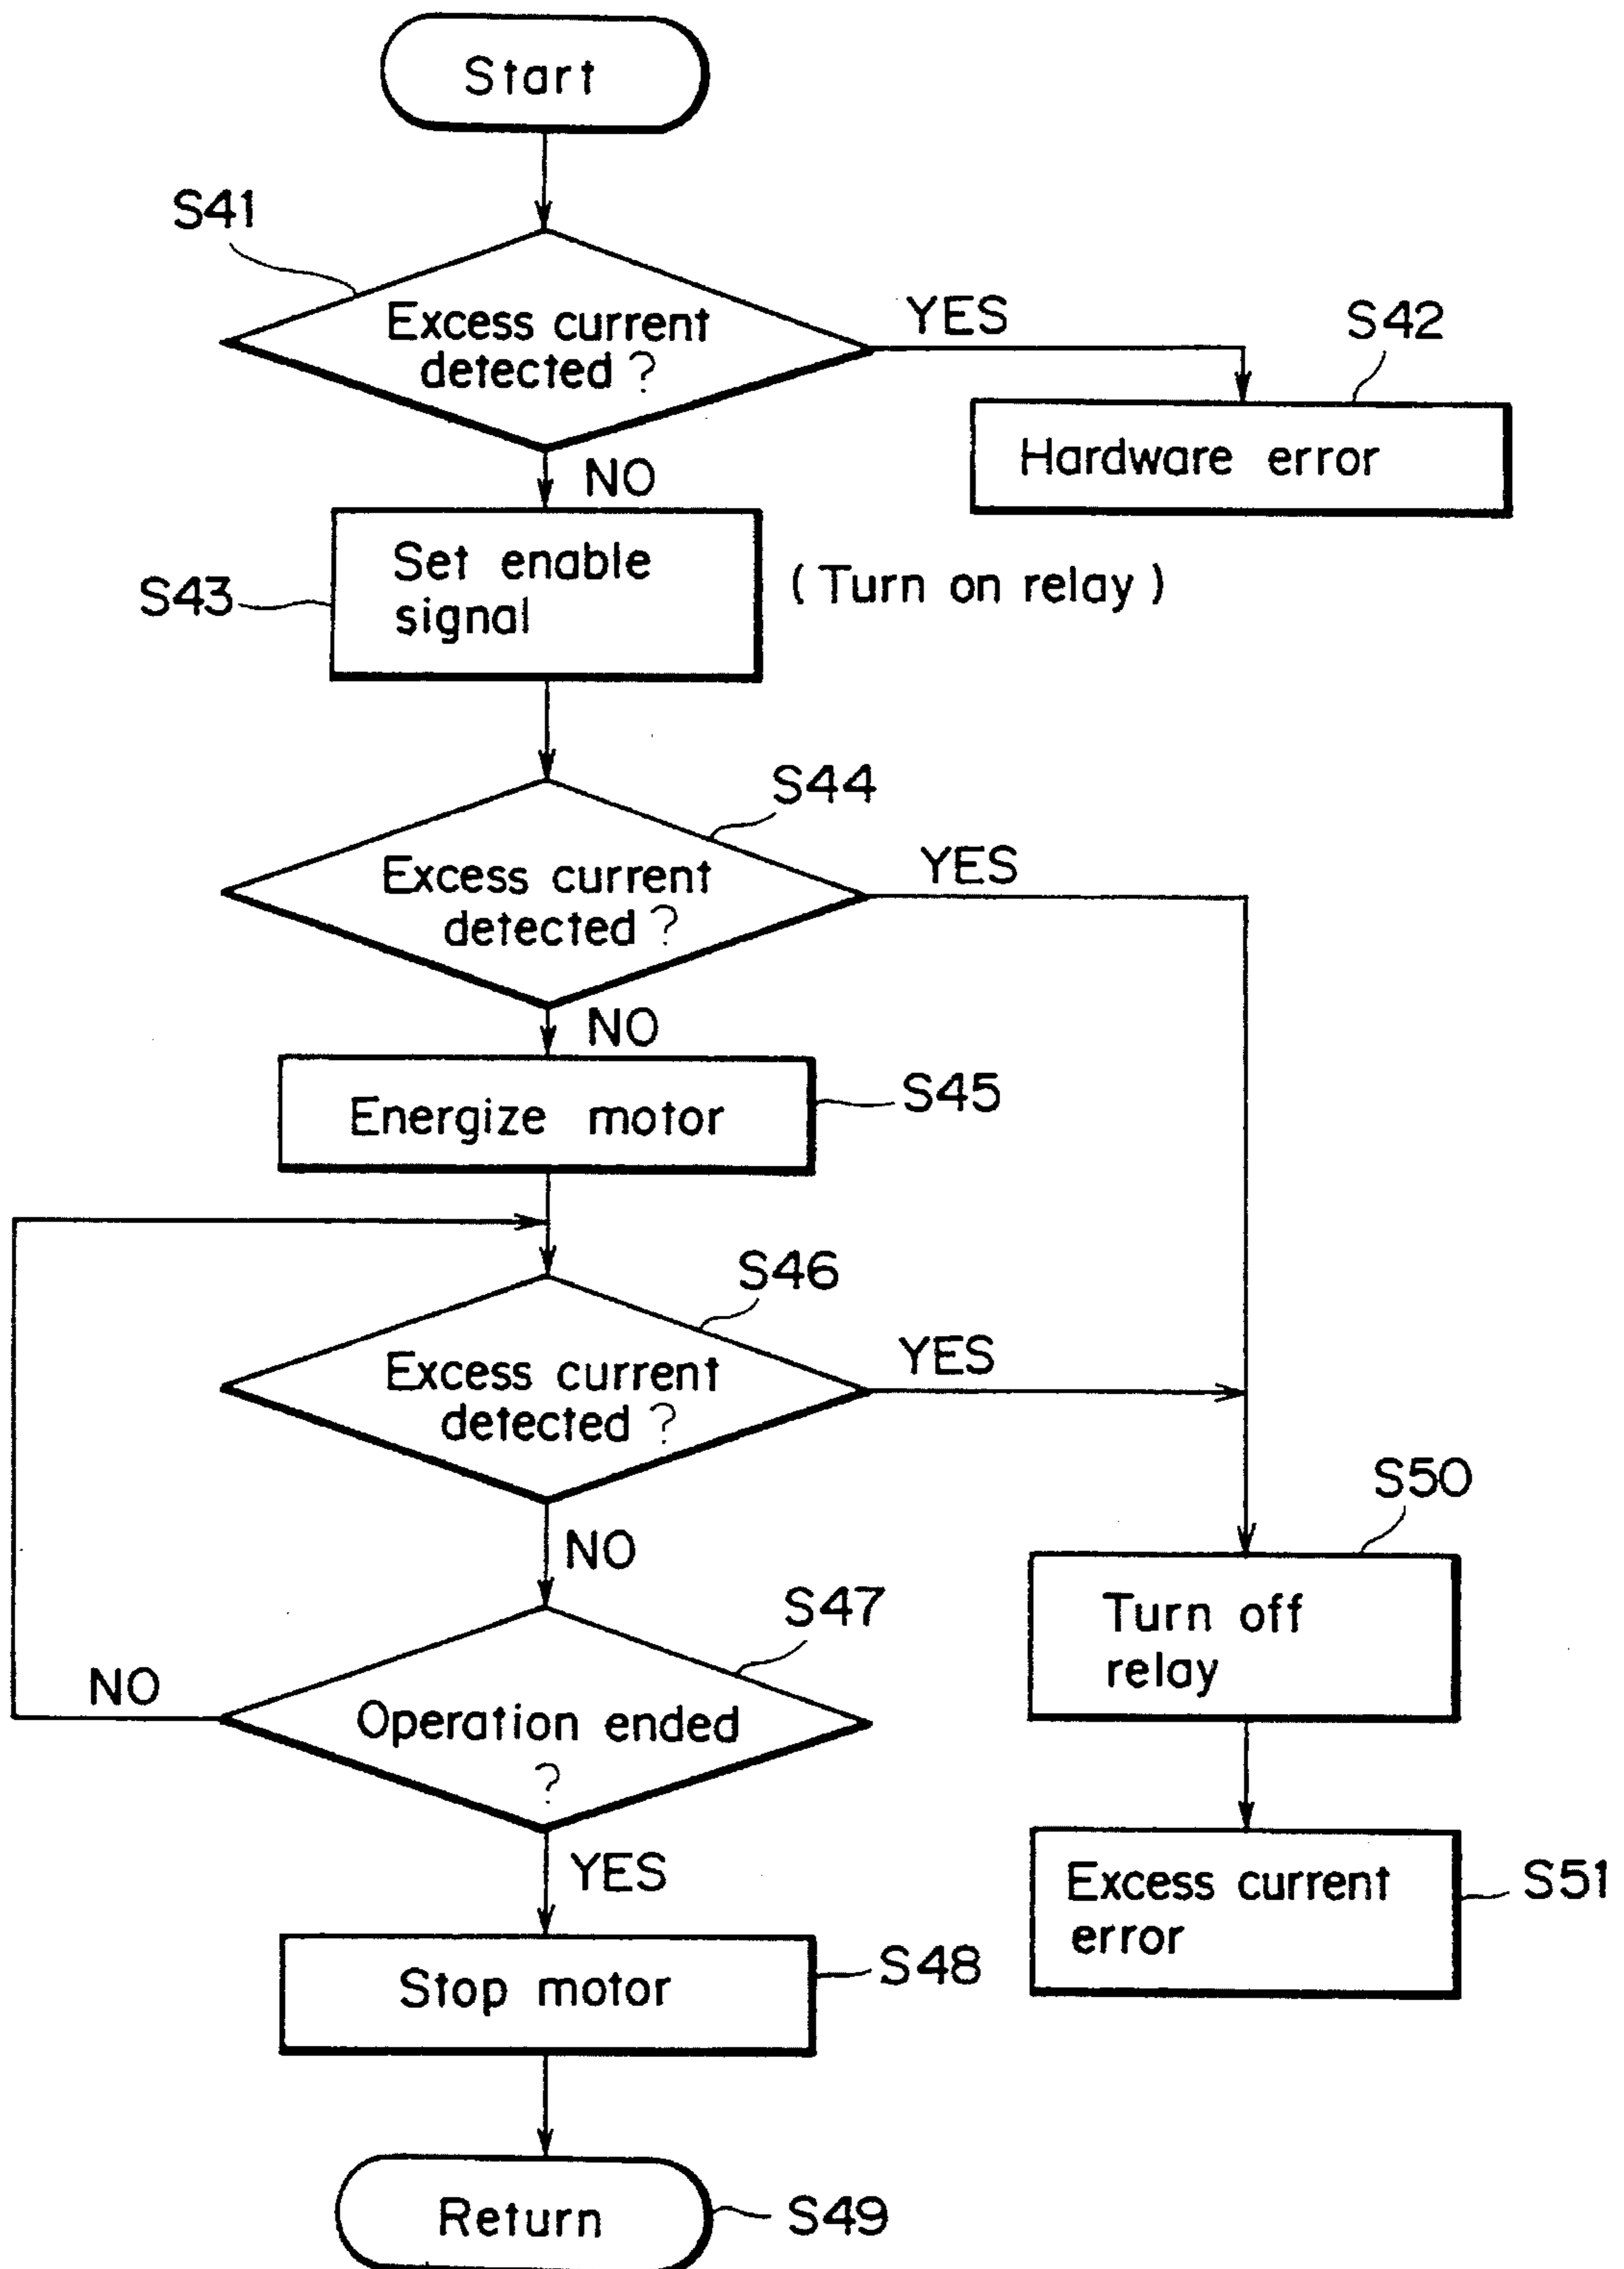 Start
S41
Excess current
detected ?
YES
S42
Hardware error
NO
S43
Set enable
signal
(Turn on relay)
S44
Excess current
detected ?
YES
NO
Energize motor
S45
S46
Excess current
detected ?
YES
NO
S50
Turn off
relay
S47
NO
Operation ended
?
YES
Excess current
error
S51
Stop motor
S48
Return
S49